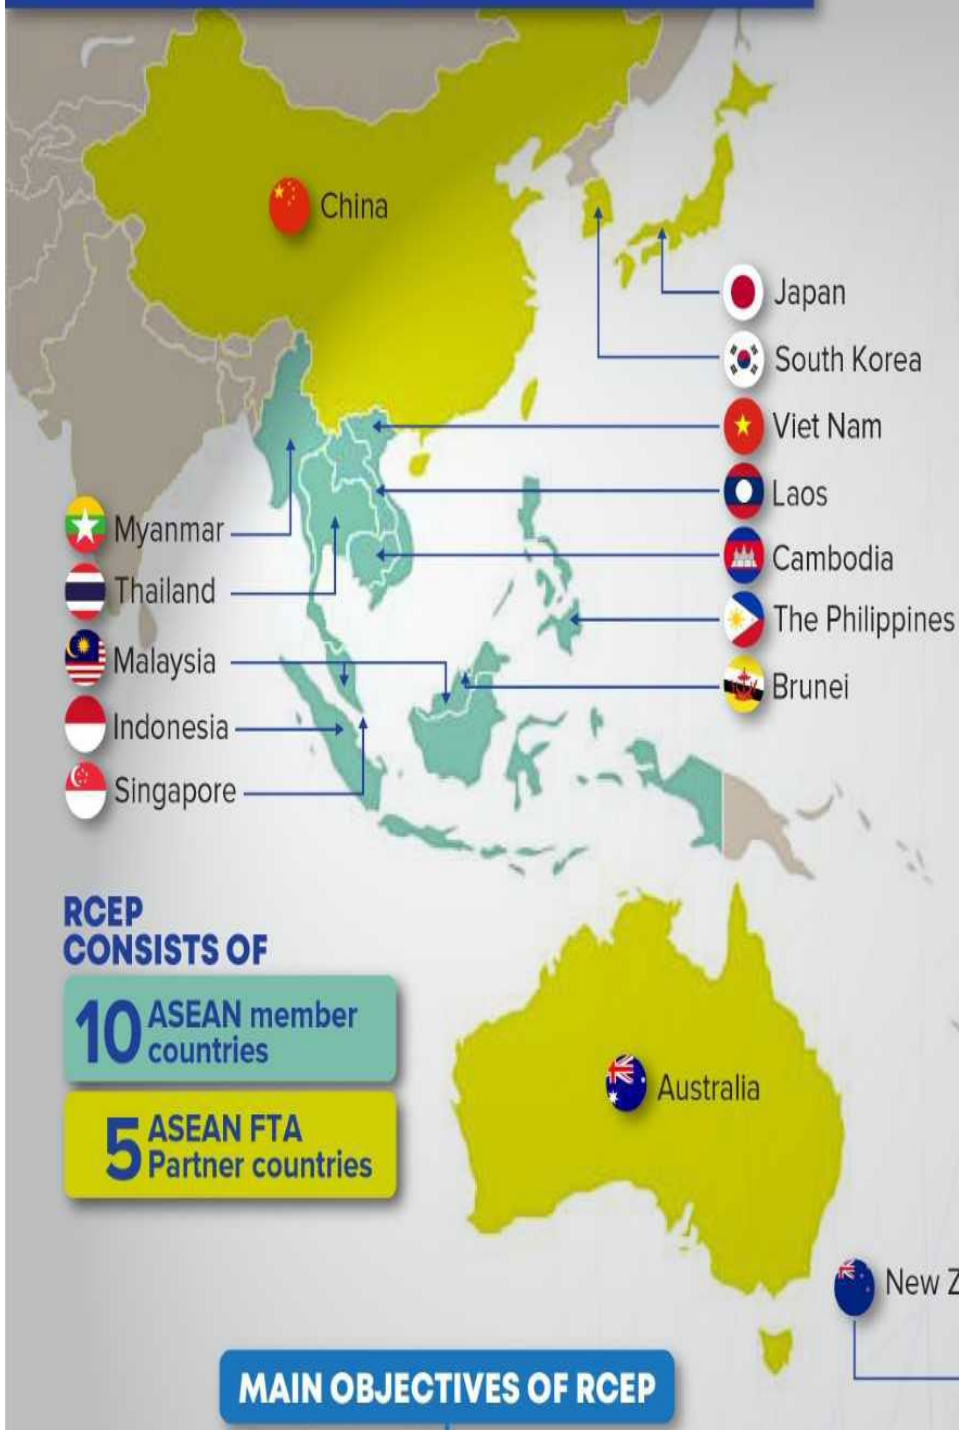 China
Japan
South Korea
Viet Nam
Laos
Cambodia
The Philippines
Brunei
Myanmar
Thailand
Malaysia
Indonesia
Singapore
RCEP
CONSISTS OF
10 ASEAN member
countries
5 ASEAN FTA
Partner countries
Australia
New Z
MAIN OBJECTIVES OF RCEP